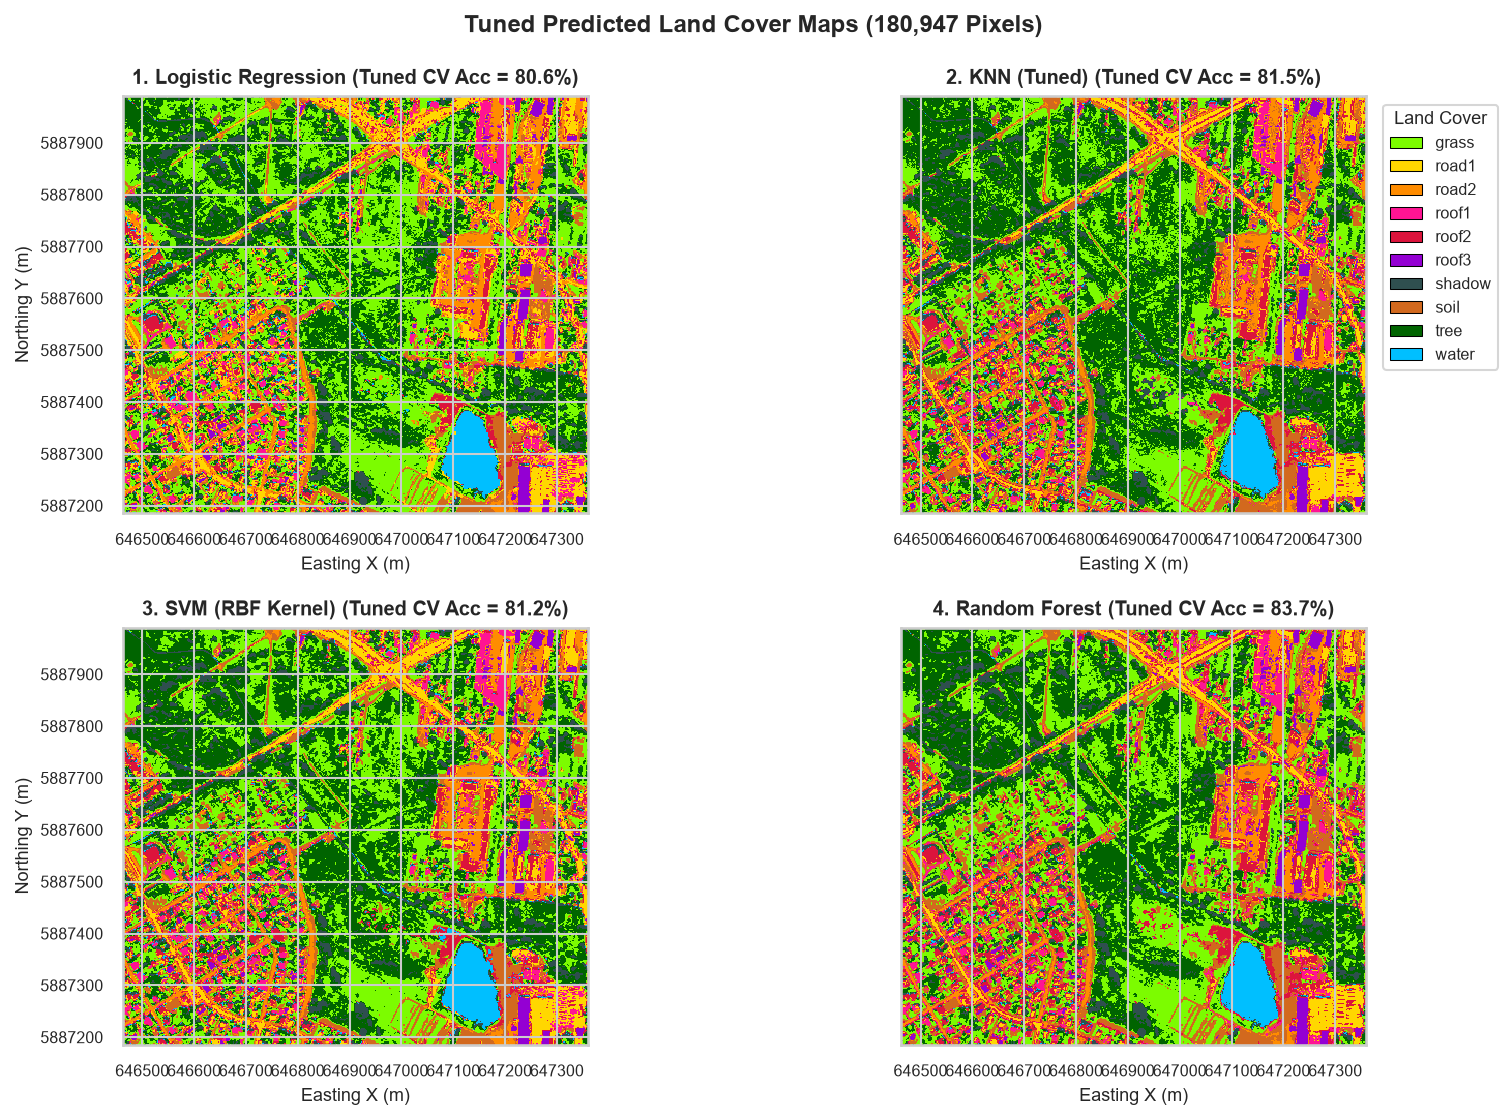 Tuned Predicted Land Cover Maps (180,947 Pixels)
1. Logistic Regression (Tuned CV Acc = 80.6%)
5887900
5887800
5887700
5887600
5887500
5887400
5887300
5887200
Northing Y (m)
646500 646600 646700 646800 646900 647000 647100 647200 647300
Easting X (m)
2. KNN (Tuned) (Tuned CV Acc = 81.5%)
646500 646600 646700 646800 646900 647000 647100 647200 647300
Easting X (m)
Land Cover
grass
road1
road2
roof1
roof2
roof3
shadow
soil
tree
water
3. SVM (RBF Kernel) (Tuned CV Acc = 81.2%)
5887900
5887800
5887700
5887600
5887500
5887400
5887300
5887200
Northing Y (m)
646500 646600 646700 646800 646900 647000 647100 647200 647300
Easting X (m)
4. Random Forest (Tuned CV Acc = 83.7%)
646500 646600 646700 646800 646900 647000 647100 647200 647300
Easting X (m)